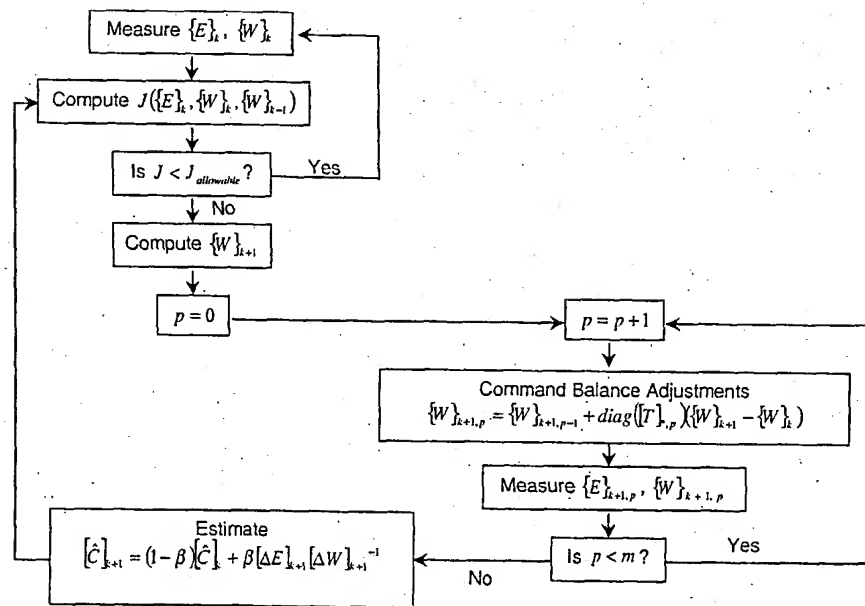 Measure {E}_k, {W}_k
Compute J({E}_k, {W}_k, {W}_{k-1})
Is J < J_{allowable}?
Yes
No
Compute {W}_{k+1}
p = 0
p = p+1
Command Balance Adjustments
{W}_{k+1,p} = {W}_{k+1,p-1} + diag([T]_{*,p})({W}_{k+1} - {W}_k)
Measure {E}_{k+1,p}, {W}_{k+1,p}
Is p < m?
Yes
No
Estimate
[Ĉ]_{k+1} = (1-β)[Ĉ]_k + β[ΔE]_{k+1}[ΔW]_{k+1}^{-1}